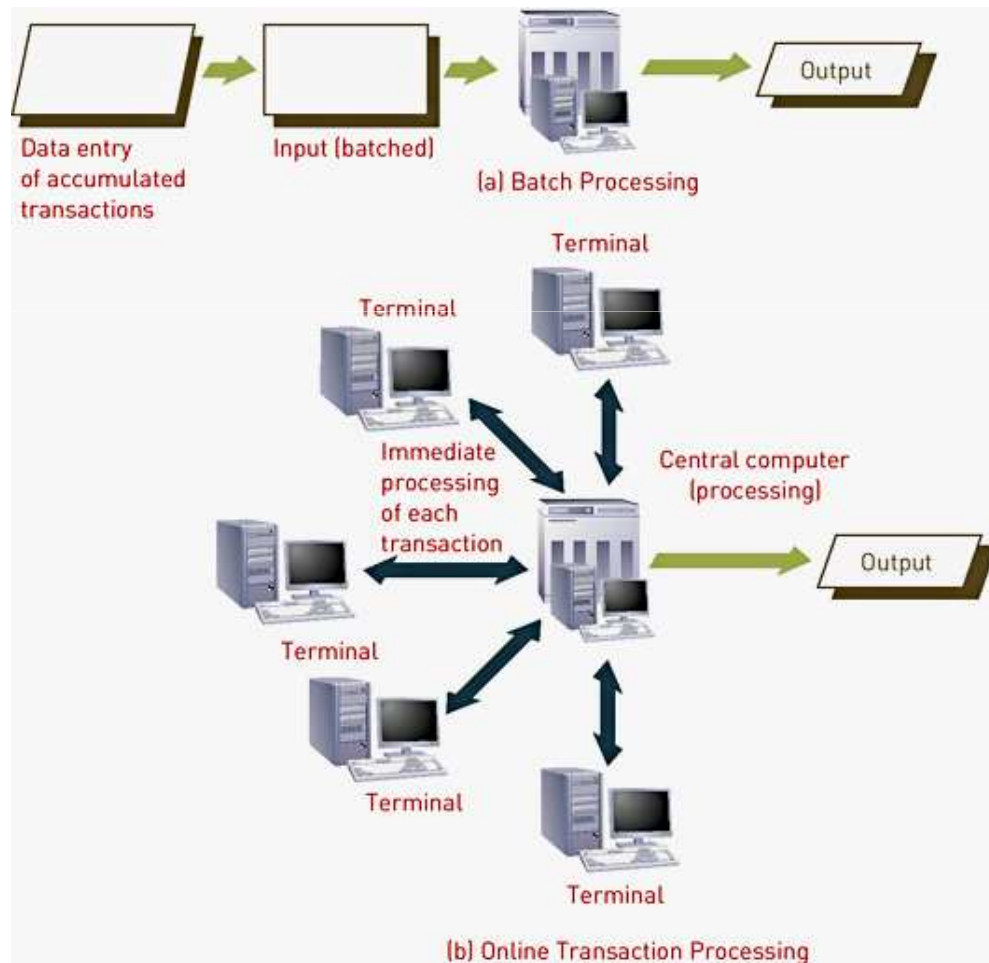 Output
Data entry
of accumulated
transactions
Input (batched)
(a) Batch Processing
Terminal
Terminal
Immediate
processing
of each
transaction
Central computer
(processing)
Output
Terminal
Terminal
Terminal
(b) Online Transaction Processing